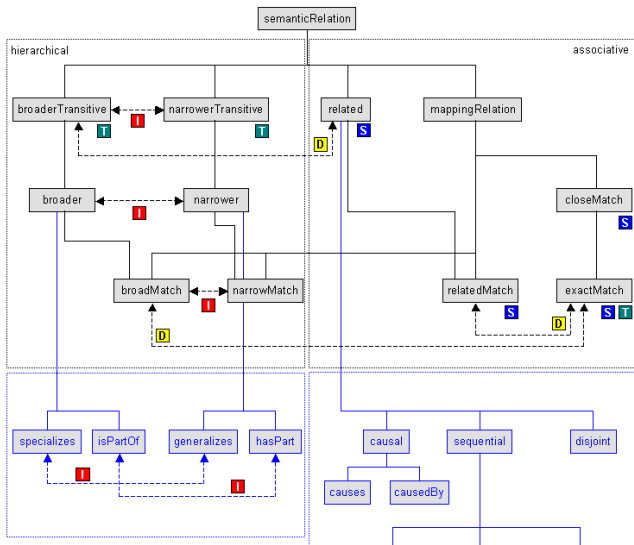 semanticRelation
hierarchical
associative
broaderTransitive
narrowerTransitive
related
mappingRelation
I
T
T
D
S
broader
narrower
closeMatch
I
S
broadMatch
narrowMatch
relatedMatch
exactMatch
I
S
S
T
D
D
specializes
isPartOf
generalizes
hasPart
causal
sequential
disjoint
I
I
causes
causedBy